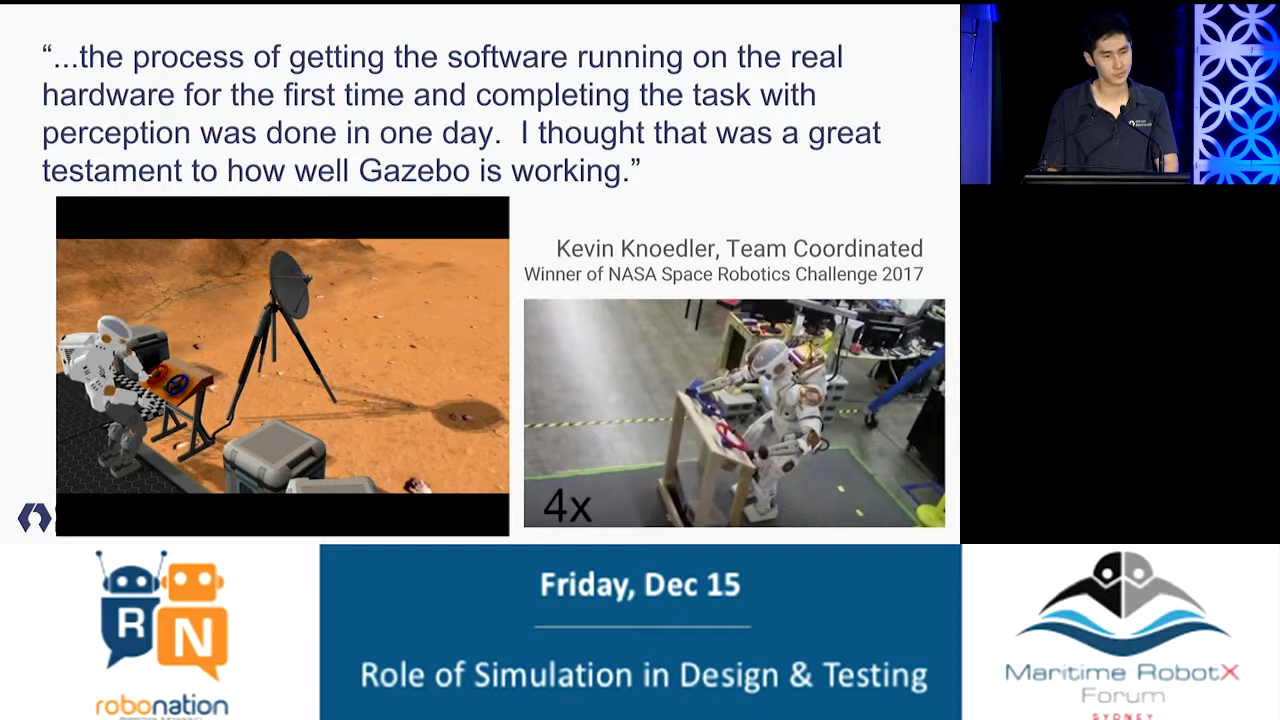 “...the process of getting the software running on the real
hardware for the first time and completing the task with
perception was done in one day.  I thought that was a great
testament to how well Gazebo is working.”
Kevin Knoedler, Team Coordinated
Winner of NASA Space Robotics Challenge 2017
4x
R
N
robonation
Friday, Dec 15
Role of Simulation in Design & Testing
Maritime RobotX
Forum
SYDNEY